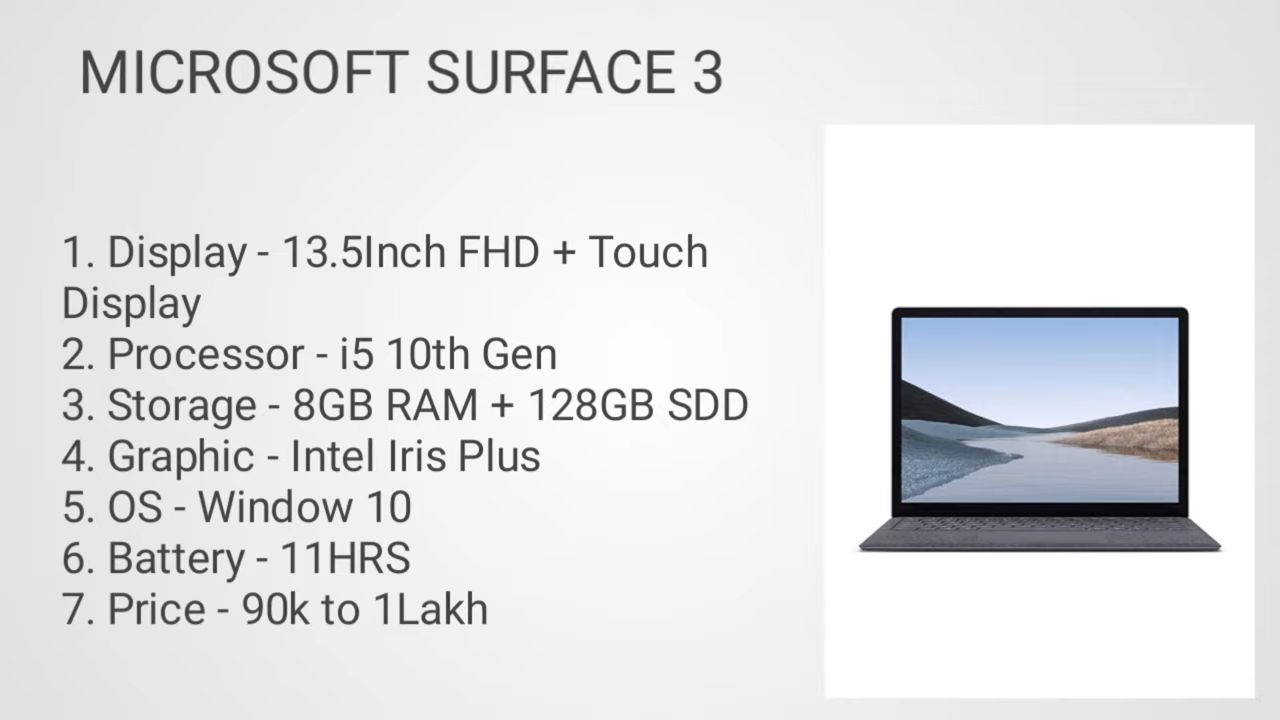 MICROSOFT SURFACE 3
1. Display - 13.5Inch FHD + Touch
Display
2. Processor - i5 10th Gen
3. Storage - 8GB RAM + 128GB SDD
4. Graphic - Intel Iris Plus
5. OS - Window 10
6. Battery - 11HRS
7. Price - 90k to 1Lakh